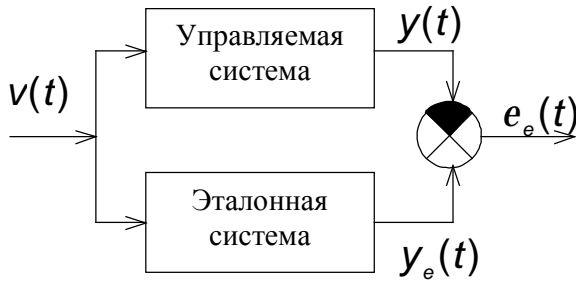 Управляемая
система
y(t)
v(t)
e_e(t)
Эталонная
система
y_e(t)